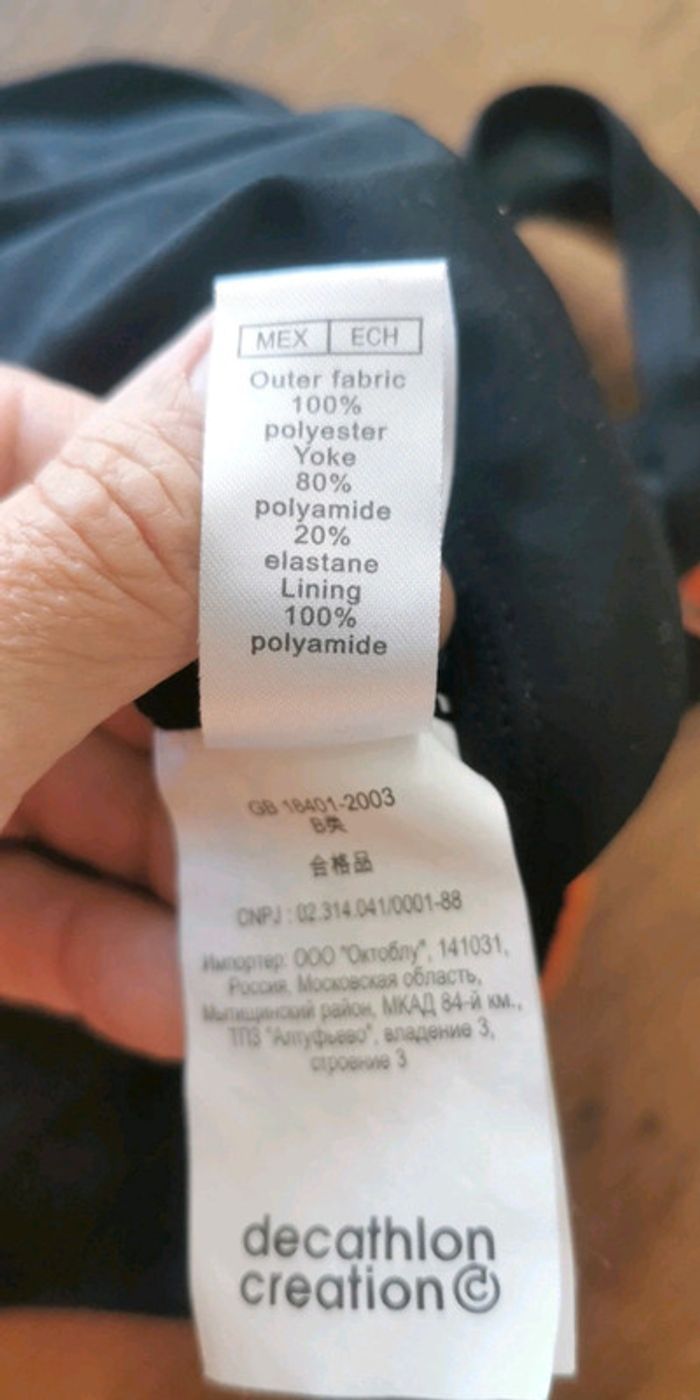 MEX ECH
Outer fabric
100%
polyester
Yoke
80%
polyamide
20%
elastane
Lining
100%
polyamide
GB 18401-2003
B类
合格品
CNPJ : 02.314.041/0001-88
Импортер: ООО "Октоблу", 141031,
Россия, Московская область,
Мытищинский район, МКАД 84-й км.,
ТПЗ "Алтуфьево", владение 3,
строение 3
decathlon
creation ©